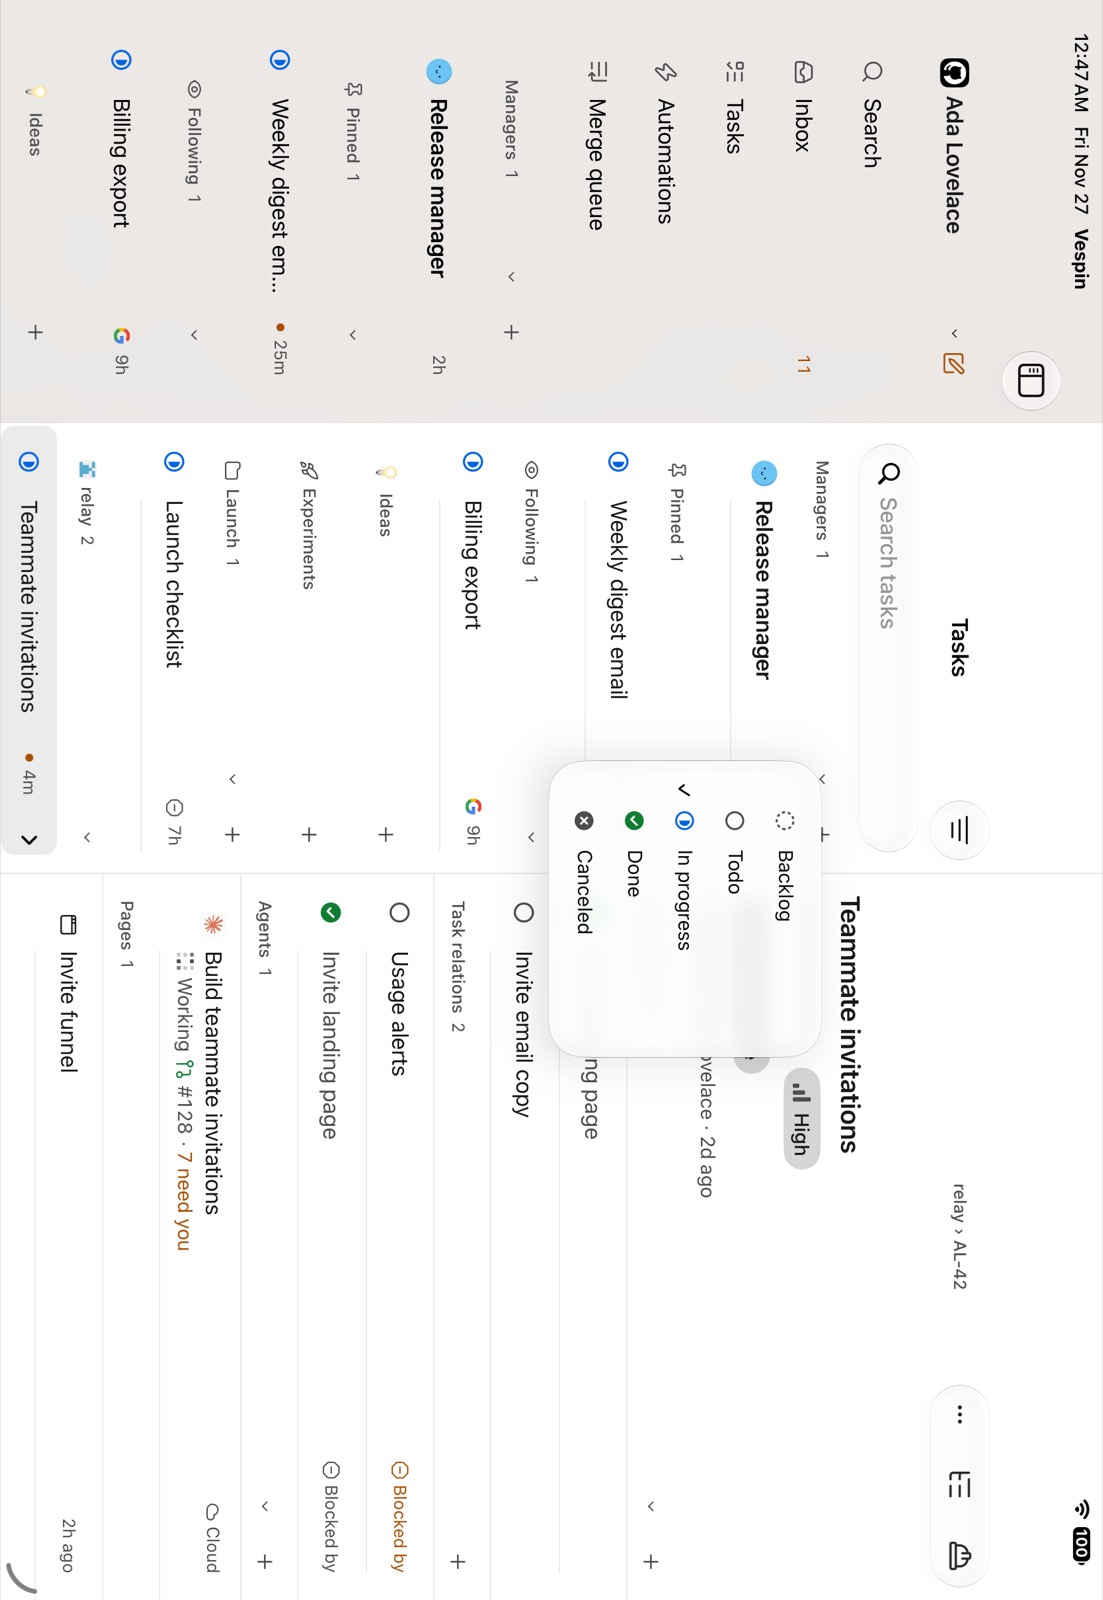 12:47 AM Fri Nov 27 Vespin
100
Ada Lovelace
Search
Inbox 11
Tasks
Automations
Merge queue
Managers 1
Release manager 2h
Pinned 1
Weekly digest em... 25m
Following 1
Billing export 9h
Ideas
Tasks
Search tasks
Managers 1
Release manager
Pinned 1
Weekly digest email
Following 1
Billing export 9h
Ideas
Experiments
Launch 1
Launch checklist 7h
relay 2
Teammate invitations 4m
Backlog
Todo
In progress
Done
Canceled
relay › AL-42
Teammate invitations
High
ovelace · 2d ago
ng page
Invite email copy
Task relations 2
Usage alerts Blocked by
Invite landing page Blocked by
Agents 1
Build teammate invitations Cloud
Working #128 · 7 need you
Pages 1
Invite funnel 2h ago